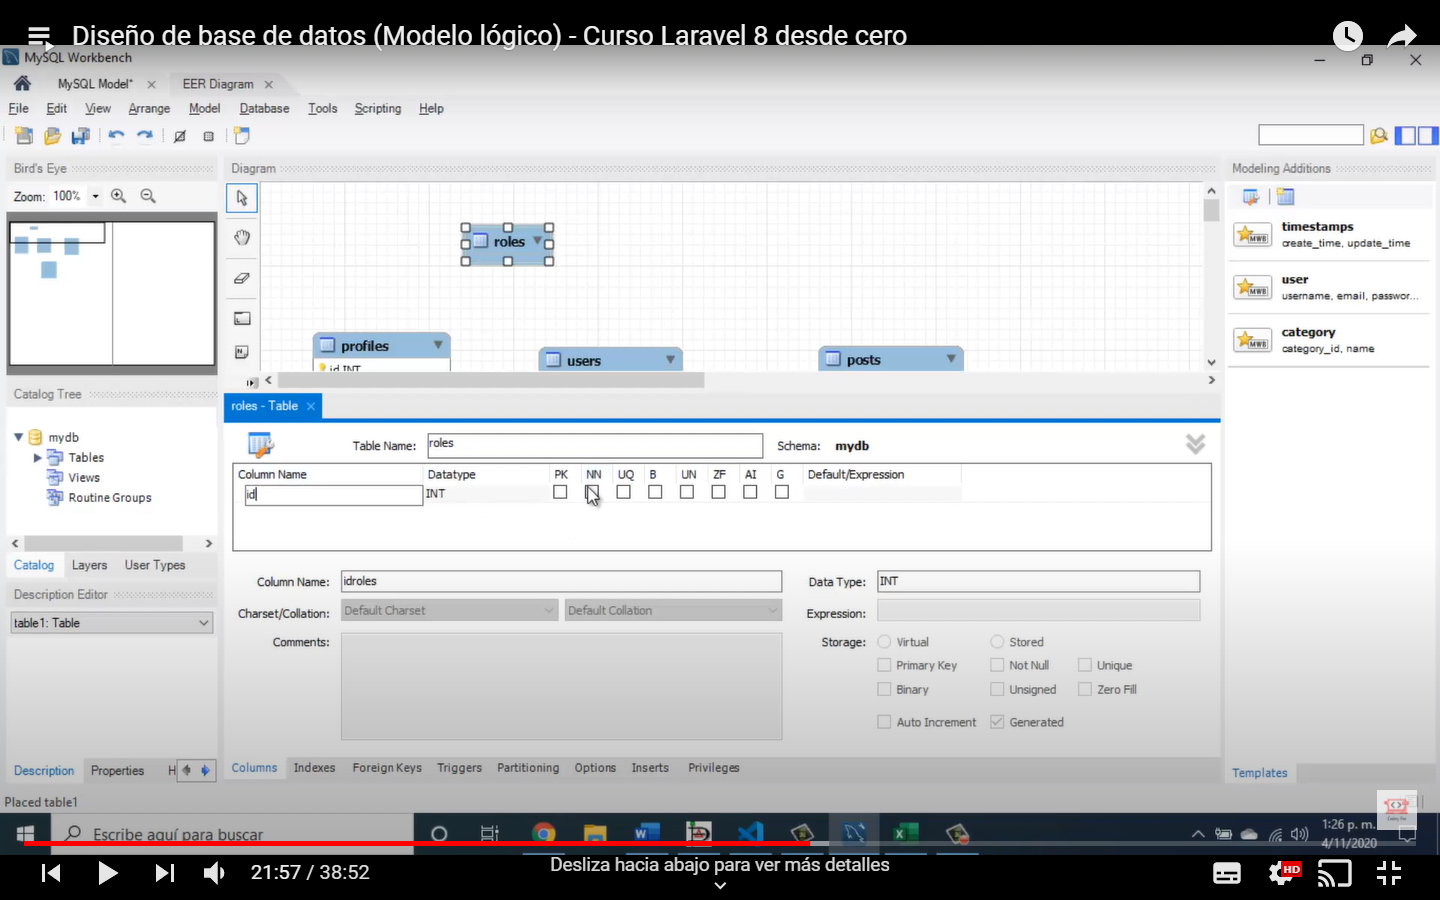 Diseño de base de datos (Modelo lógico) - Curso Laravel 8 desde cero
MySQL Workbench
MySQL Model* EER Diagram
File Edit View Arrange Model Database Tools Scripting Help
Bird's Eye Diagram Modeling Additions
Zoom: 100%
roles
timestamps
create_time, update_time
user
username, email, passwor...
category
category_id, name
profiles
id INT
users
posts
Catalog Tree
roles - Table
mydb
Tables
Views
Routine Groups
Table Name: roles Schema: mydb
Column Name Datatype PK NN UQ B UN ZF AI G Default/Expression
id INT
Catalog Layers User Types
Description Editor
table1: Table
Column Name: idroles Data Type: INT
Charset/Collation: Default Charset Default Collation Expression:
Comments: Storage: Virtual Stored
Primary Key Not Null Unique
Binary Unsigned Zero Fill
Auto Increment Generated
Description Properties H
Columns Indexes Foreign Keys Triggers Partitioning Options Inserts Privileges
Templates
Placed table1
Escribe aquí para buscar
1:26 p. m.
4/11/2020
21:57 / 38:52
Desliza hacia abajo para ver más detalles
HD